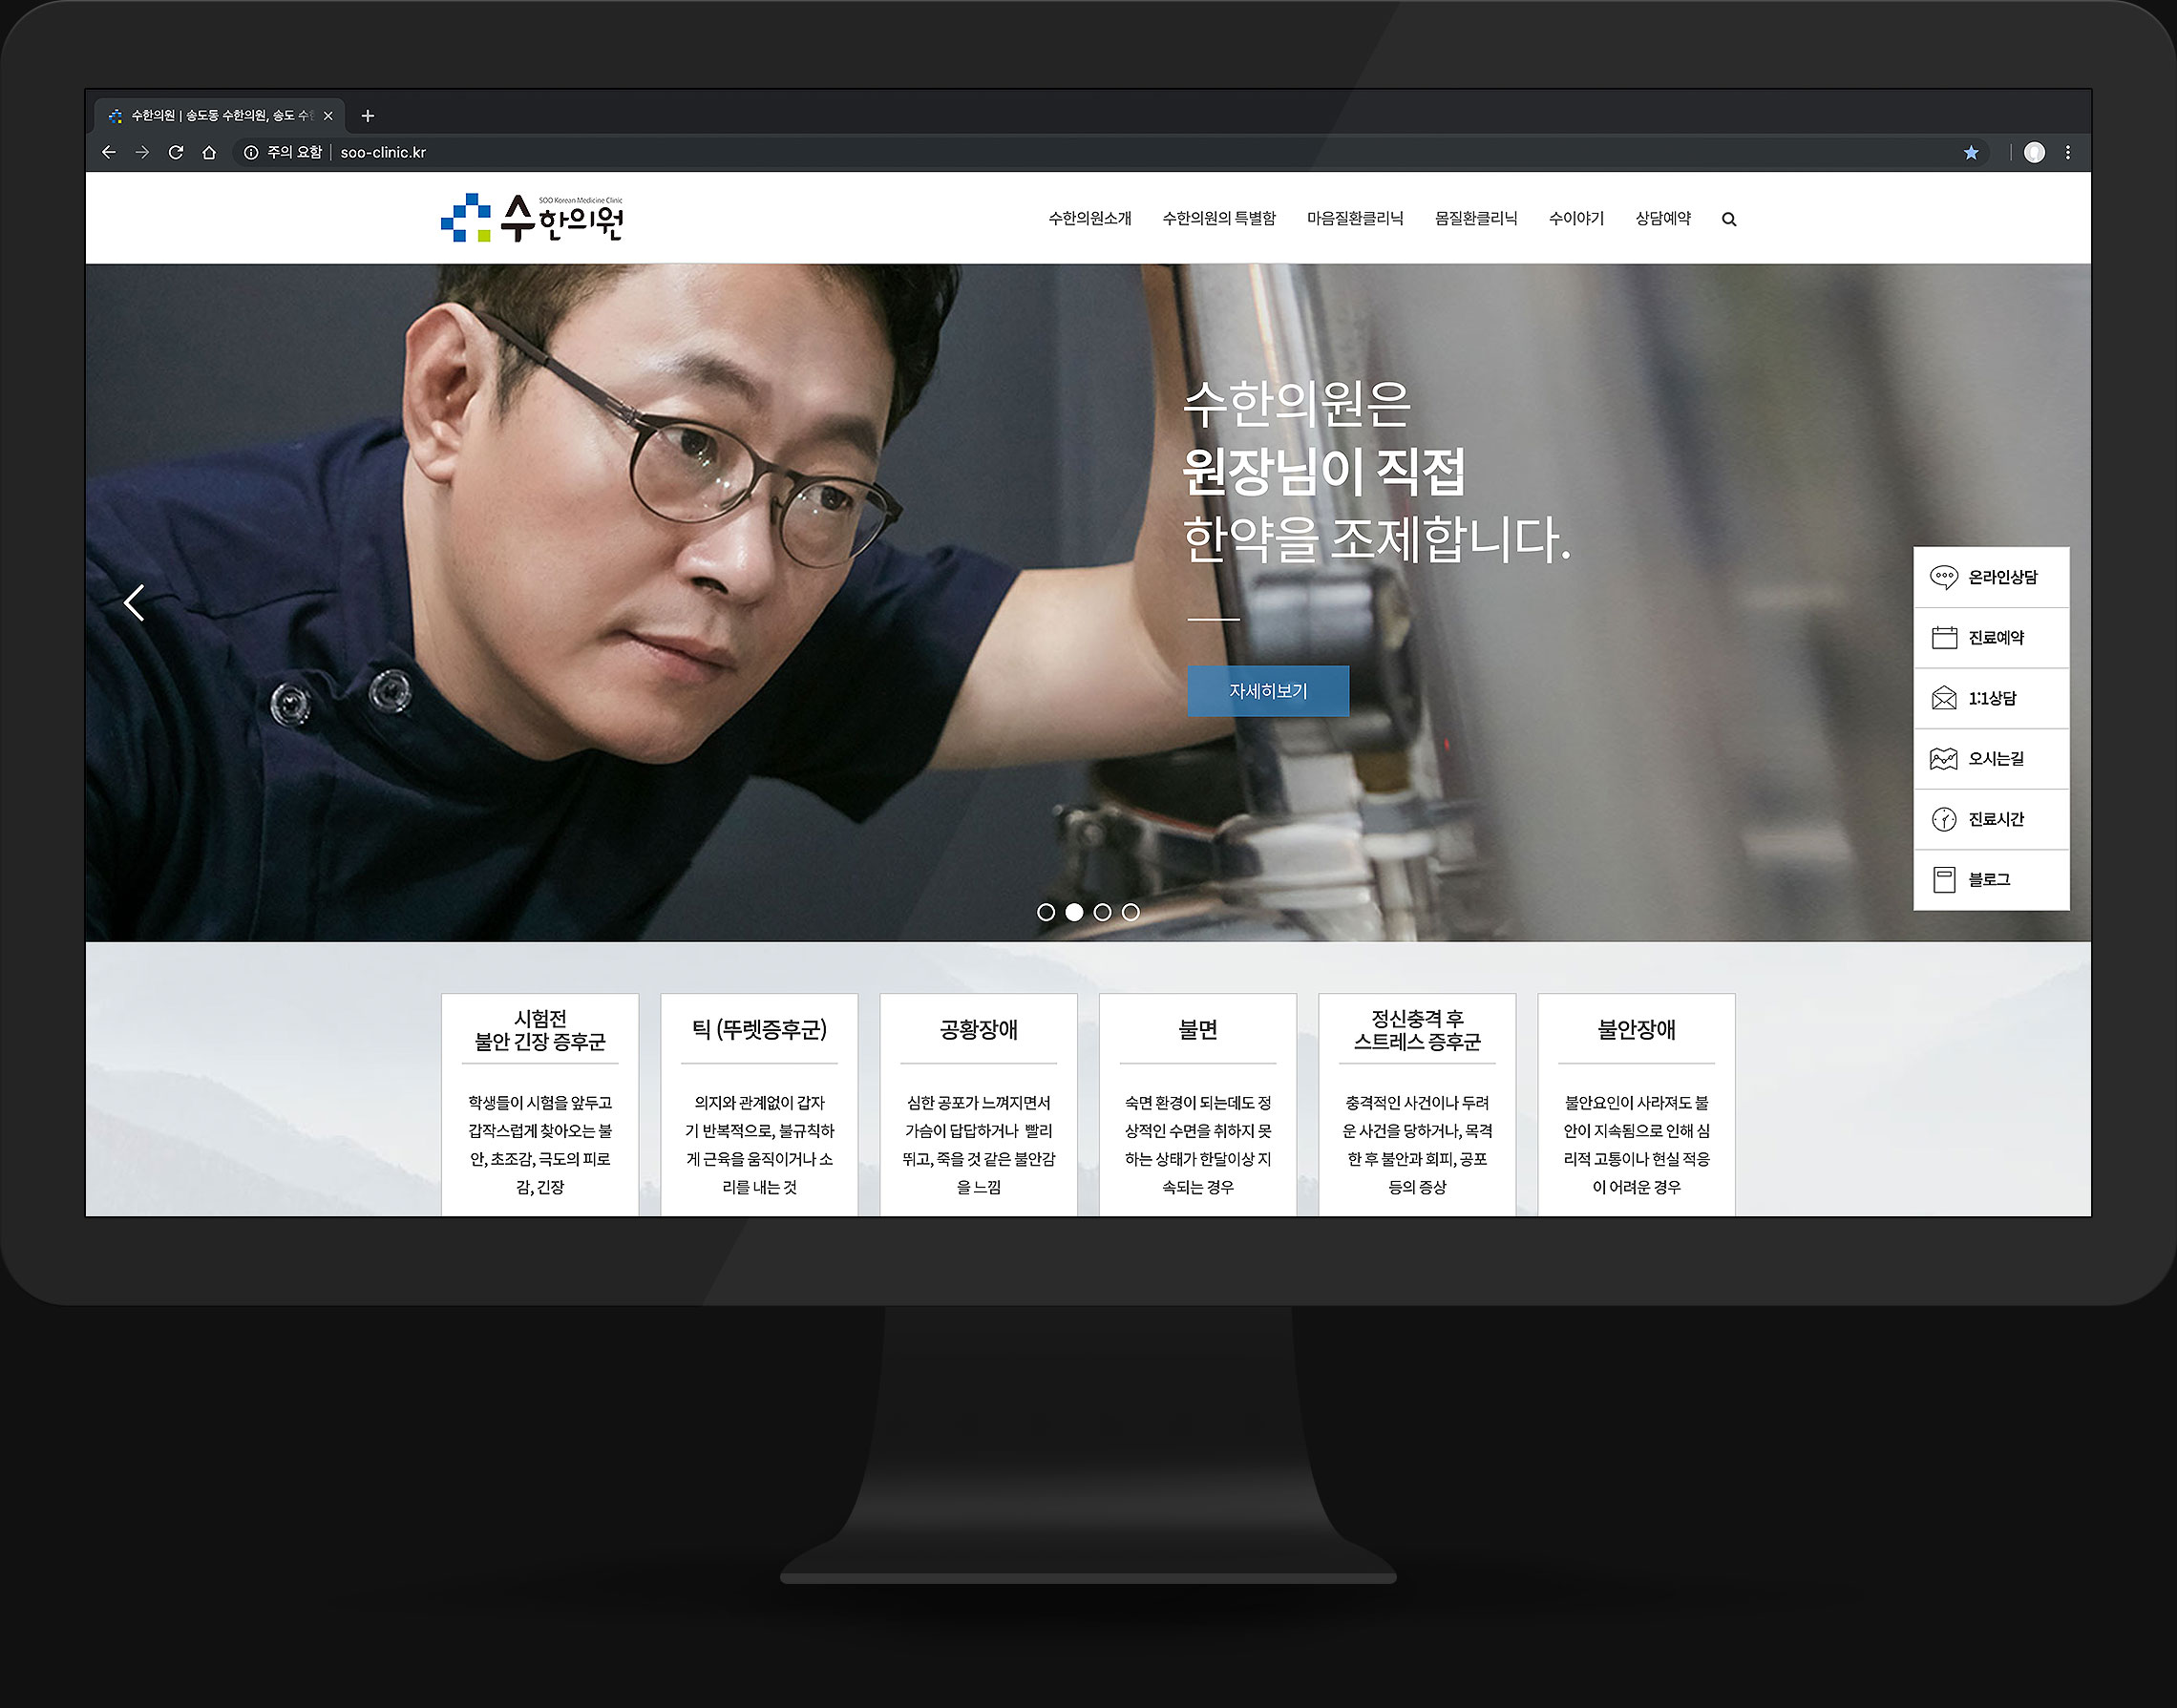 수한의원 | 송도동 수한의원, 송도
주의 요함 | soo-clinic.kr
SOO Korean Medicine Clinic
수한의원
수한의원소개 수한의원의 특별함 마음질환클리닉 몸질환클리닉 수이야기 상담예약
수한의원은
원장님이 직접
한약을 조제합니다.
자세히보기
온라인상담
진료예약
1:1상담
오시는길
진료시간
블로그
시험전
불안 긴장 증후군
학생들이 시험을 앞두고
갑작스럽게 찾아오는 불
안, 초조감, 극도의 피로
감, 긴장
틱 (뚜렛증후군)
의지와 관계없이 갑자
기 반복적으로, 불규칙하
게 근육을 움직이거나 소
리를 내는 것
공황장애
심한 공포가 느껴지면서
가슴이 답답하거나 빨리
뛰고, 죽을 것 같은 불안감
을 느낌
불면
숙면 환경이 되는데도 정
상적인 수면을 취하지 못
하는 상태가 한달이상 지
속되는 경우
정신충격 후
스트레스 증후군
충격적인 사건이나 두려
운 사건을 당하거나, 목격
한 후 불안과 회피, 공포
등의 증상
불안장애
불안요인이 사라져도 불
안이 지속됨으로 인해 심
리적 고통이나 현실 적응
이 어려운 경우